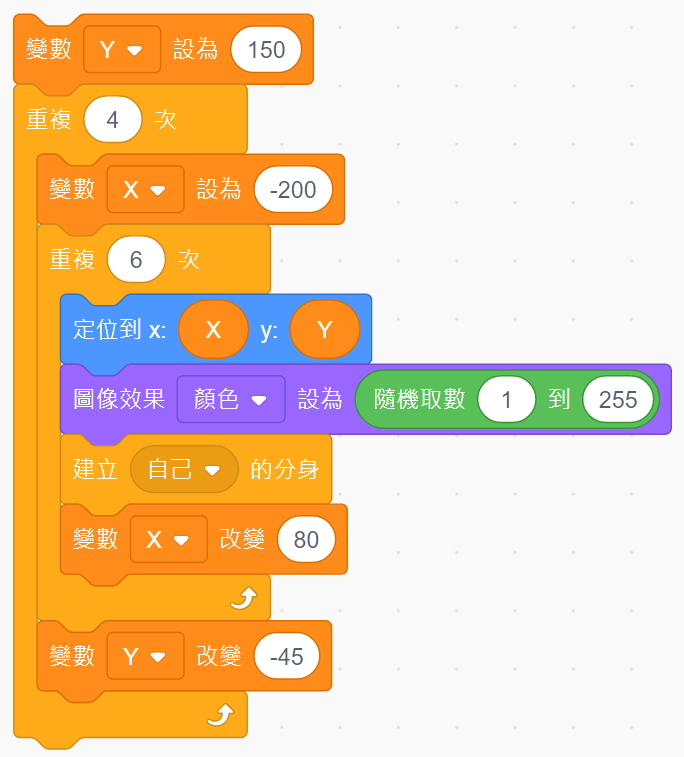 變數 Y 設為 150
重複 4 次
變數 X 設為 -200
重複 6 次
定位到 x: X y: Y
圖像效果 顏色 設為 隨機取數 1 到 255
建立 自己 的分身
變數 X 改變 80
變數 Y 改變 -45